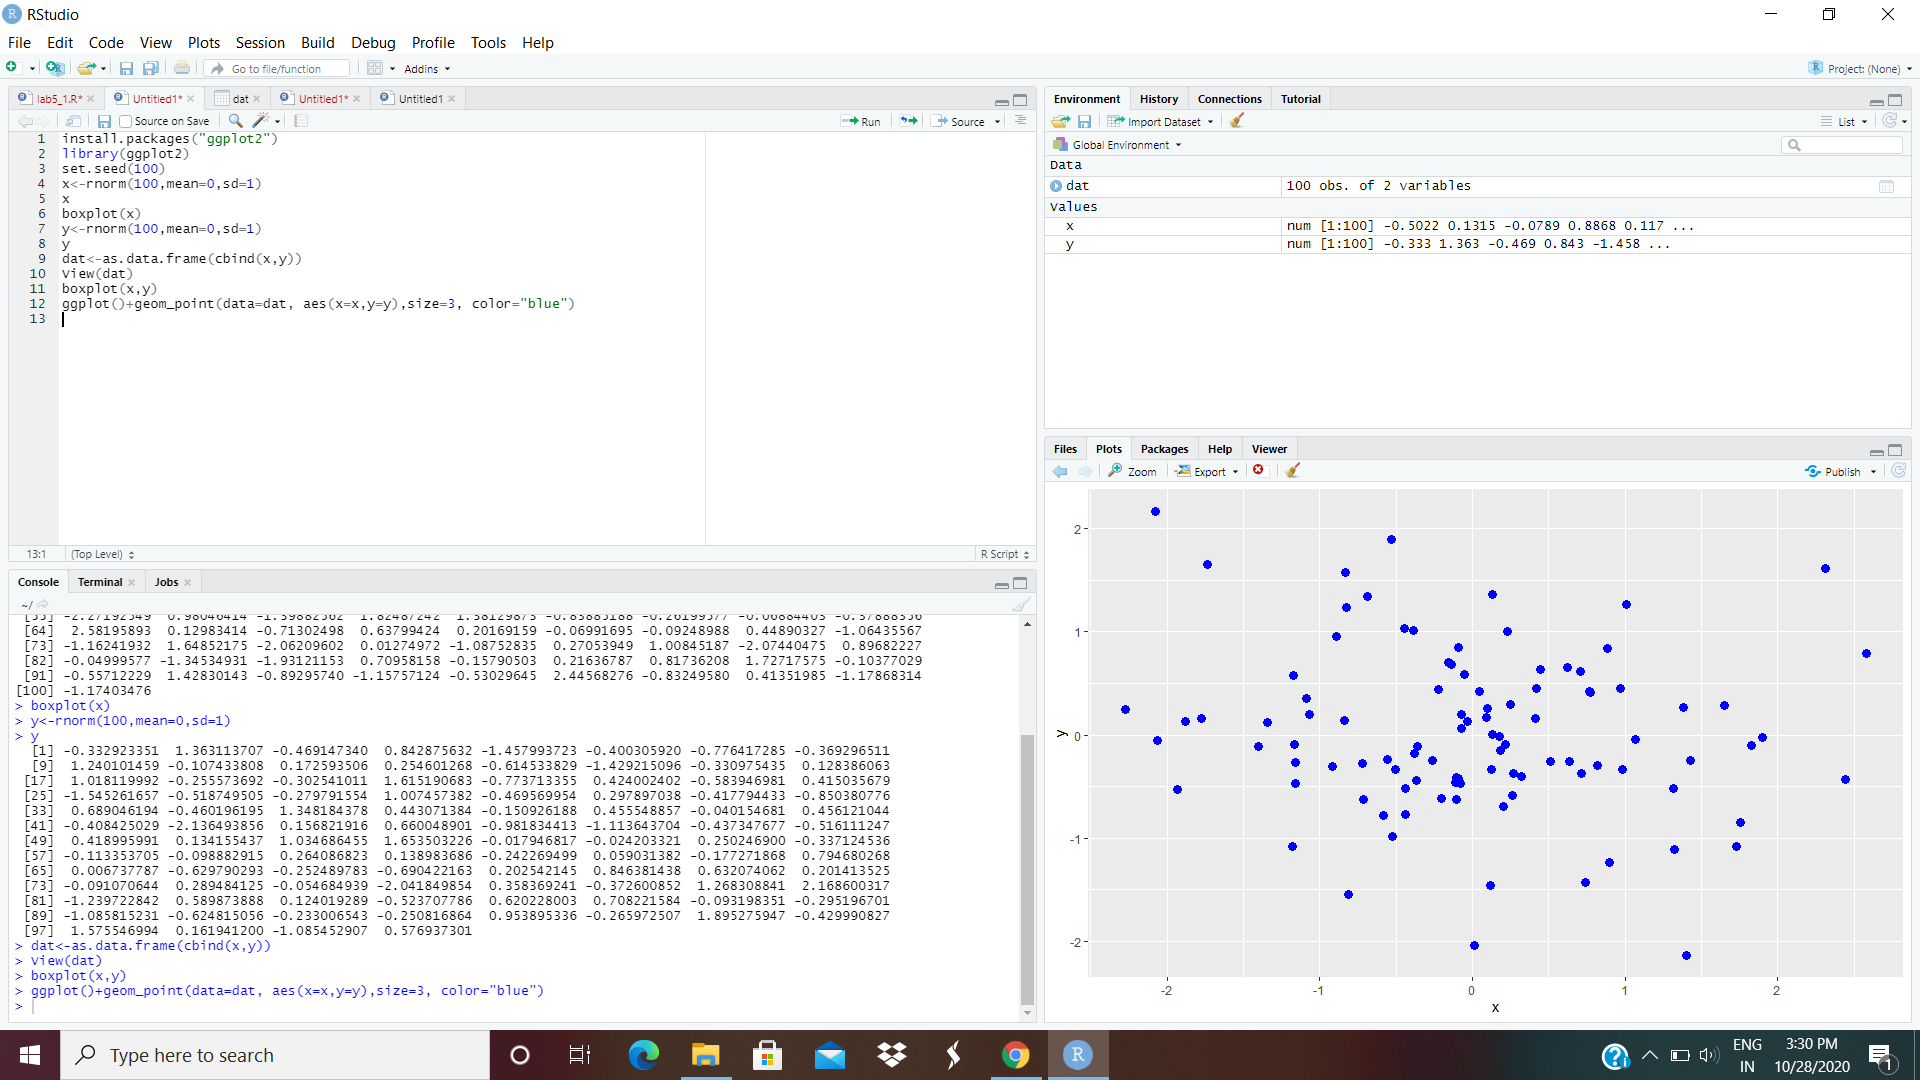 RStudio
File Edit Code View Plots Session Build Debug Profile Tools Help
Go to file/function Addins Project: (None)
lab5_1.R* Untitled1* dat Untitled1* Untitled1
Source on Save Run Source
1 install.packages("ggplot2")
2 library(ggplot2)
3 set.seed(100)
4 x<-rnorm(100,mean=0,sd=1)
5 x
6 boxplot(x)
7 y<-rnorm(100,mean=0,sd=1)
8 y
9 dat<-as.data.frame(cbind(x,y))
10 View(dat)
11 boxplot(x,y)
12 ggplot()+geom_point(data=dat, aes(x=x,y=y),size=3, color="blue")
13
13:1 (Top Level) R Script
Console Terminal Jobs
~/
[55] -2.27192549 0.98046414 -1.39882562 1.82487242 1.38129873 -0.83885188 -0.26199577 -0.06884403 -0.37888356
[64] 2.58195893 0.12983414 -0.71302498 0.63799424 0.20169159 -0.06991695 -0.09248988 0.44890327 -1.06435567
[73] -1.16241932 1.64852175 -2.06209602 0.01274972 -1.08752835 0.27053949 1.00845187 -2.07440475 0.89682227
[82] -0.04999577 -1.34534931 -1.93121153 0.70958158 -0.15790503 0.21636787 0.81736208 1.72717575 -0.10377029
[91] -0.55712229 1.42830143 -0.89295740 -1.15757124 -0.53029645 2.44568276 -0.83249580 0.41351985 -1.17868314
[100] -1.17403476
> boxplot(x)
> y<-rnorm(100,mean=0,sd=1)
> y
[1] -0.332923351 1.363113707 -0.469147340 0.842875632 -1.457993723 -0.400305920 -0.776417285 -0.369296511
[9] 1.240101459 -0.107433808 0.172593506 0.254601268 -0.614533829 -1.429215096 -0.330975435 0.128386063
[17] 1.018119992 -0.255573692 -0.302541011 1.615190683 -0.773713355 0.424002402 -0.583946981 0.415035679
[25] -1.545261657 -0.518749505 -0.279791554 1.007457382 -0.469569954 0.297897038 -0.417794433 -0.850380776
[33] 0.689046194 -0.460196195 1.348184378 0.443071384 -0.150926188 0.455548857 -0.040154681 0.456121044
[41] -0.408425029 -2.136493856 0.156821916 0.660048901 -0.981834413 -1.113643704 -0.437347677 -0.516111247
[49] 0.418995991 0.134155437 1.034686455 1.653503226 -0.017946817 -0.024203321 0.250246900 -0.337124536
[57] -0.113353705 -0.098882915 0.264086823 0.138983686 -0.242269499 0.059031382 -0.177271868 0.794680268
[65] 0.006737787 -0.629790293 -0.252489783 -0.690422163 0.202542145 0.846381438 0.632074062 0.201413525
[73] -0.091070644 0.289484125 -0.054684939 -2.041849854 0.358369241 -0.372600852 1.268308841 2.168600317
[81] -1.239722842 0.589873888 0.124019289 -0.523707786 0.620228003 0.708221584 -0.093198351 -0.295196701
[89] -1.085815231 -0.624815056 -0.233006543 -0.250816864 0.953895336 -0.265972507 1.895275947 -0.429990827
[97] 1.575546994 0.161941200 -1.085452907 0.576937301
> dat<-as.data.frame(cbind(x,y))
> View(dat)
> boxplot(x,y)
> ggplot()+geom_point(data=dat, aes(x=x,y=y),size=3, color="blue")
>
Environment History Connections Tutorial
Import Dataset List
Global Environment
Data
dat 100 obs. of 2 variables
Values
x num [1:100] -0.5022 0.1315 -0.0789 0.8868 0.117 ...
y num [1:100] -0.333 1.363 -0.469 0.843 -1.458 ...
Files Plots Packages Help Viewer
Zoom Export Publish
2
1
0
-1
-2
y
-2 -1 0 1 2
x
Type here to search
ENG
IN
3:30 PM
10/28/2020
1